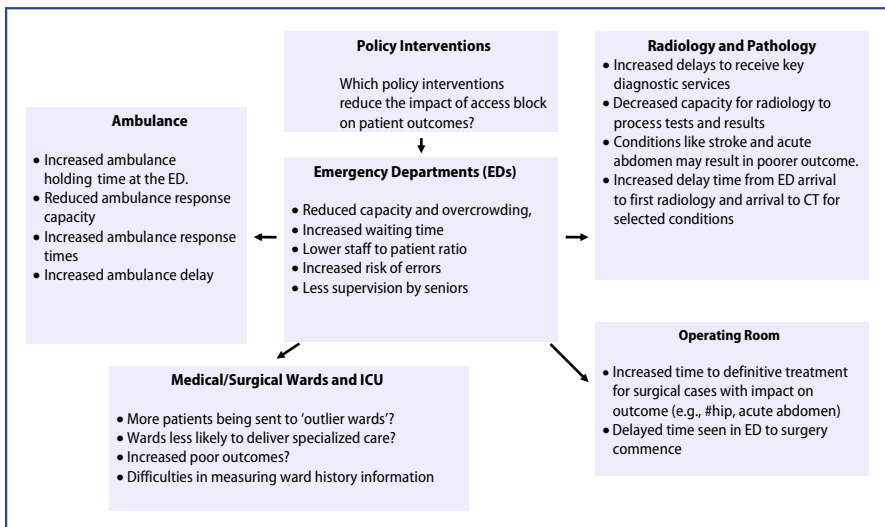 Policy Interventions
Which policy interventions
reduce the impact of access block
on patient outcomes?
Radiology and Pathology
• Increased delays to receive key
diagnostic services
• Decreased capacity for radiology to
process tests and results
• Conditions like stroke and acute
abdomen may result in poorer outcome.
• Increased delay time from ED arrival
to first radiology and arrival to CT for
selected conditions
Ambulance
• Increased ambulance
holding time at the ED.
• Reduced ambulance response
capacity
• Increased ambulance response
times
• Increased ambulance delay
Emergency Departments (EDs)
• Reduced capacity and overcrowding,
• Increased waiting time
• Lower staff to patient ratio
• Increased risk of errors
• Less supervision by seniors
Operating Room
• Increased time to definitive treatment
for surgical cases with impact on
outcome (e.g., #hip, acute abdomen)
• Delayed time seen in ED to surgery
commence
Medical/Surgical Wards and ICU
• More patients being sent to ‘outlier wards’?
• Wards less likely to deliver specialized care?
• Increased poor outcomes?
• Difficulties in measuring ward history information